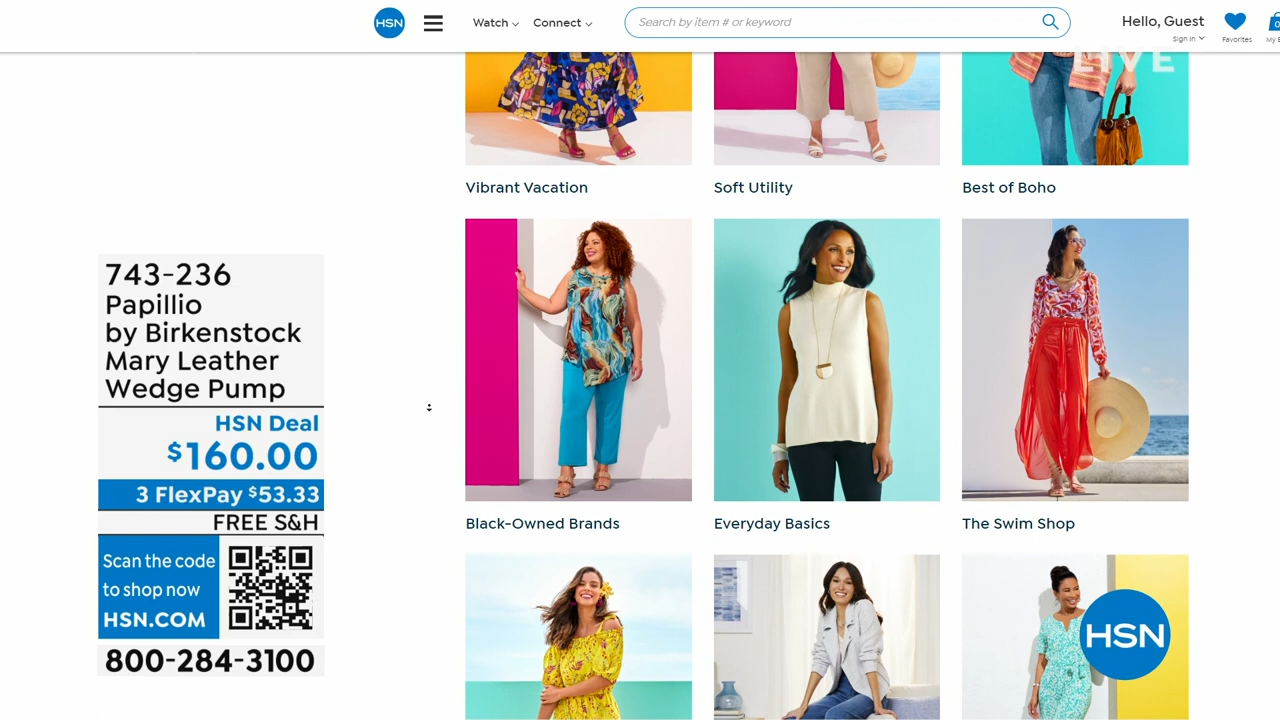 HSN
Watch
Connect
Search by item # or keyword
Hello, Guest
Sign In
Favorites
0
LIVE
Vibrant Vacation
Soft Utility
Best of Boho
743-236
Papillio
by Birkenstock
Mary Leather
Wedge Pump
HSN Deal
$160.00
3 FlexPay $53.33
FREE S&H
Scan the code
to shop now
HSN.COM
800-284-3100
Black-Owned Brands
Everyday Basics
The Swim Shop
HSN